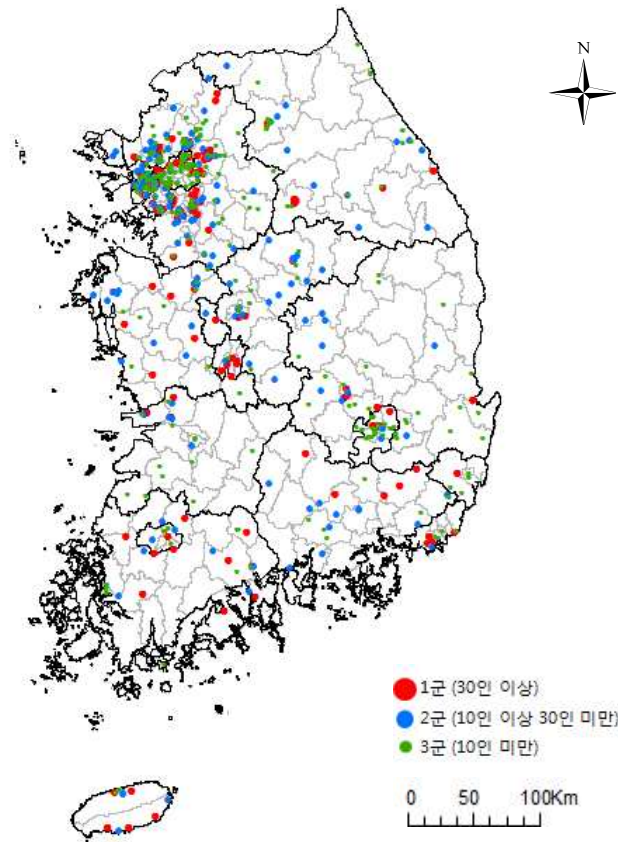 N
1군 (30인 이상)
2군 (10인 이상 30인 미만)
3군 (10인 미만)
0 50 100Km